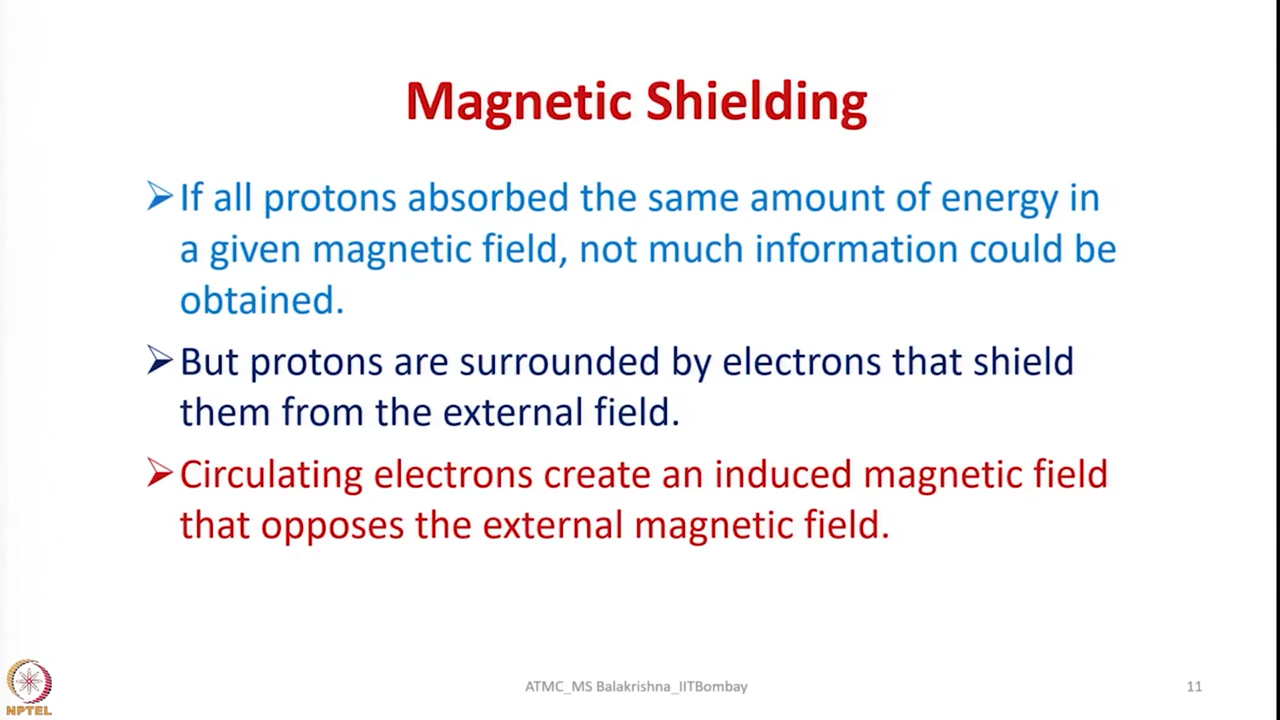 Magnetic Shielding
➢If all protons absorbed the same amount of energy in
a given magnetic field, not much information could be
obtained.
➢But protons are surrounded by electrons that shield
them from the external field.
➢Circulating electrons create an induced magnetic field
that opposes the external magnetic field.
NPTEL
ATMC_MS Balakrishna_IITBombay
11